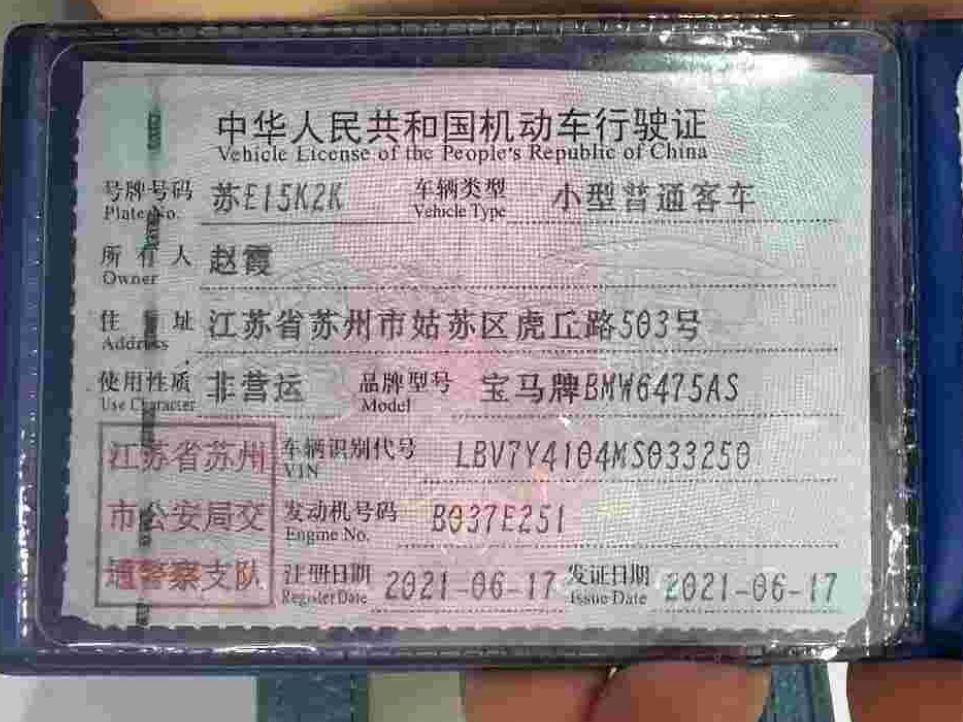 中华人民共和国机动车行驶证
Vehicle License of the People's Republic of China
号牌号码 苏E15K2K 车辆类型 小型普通客车
Plate No. Vehicle Type
所有人 赵霞
Owner
住址 江苏省苏州市姑苏区虎丘路503号
Address
使用性质 非营运 品牌型号 宝马牌BMW6475AS
Use Character Model
江苏省苏州 车辆识别代号 LBV7Y4104MS033250
VIN
市公安局交 发动机号码 B037E251
Engine No.
通警察支队 注册日期 2021-06-17 发证日期 2021-06-17
Register Date Issue Date